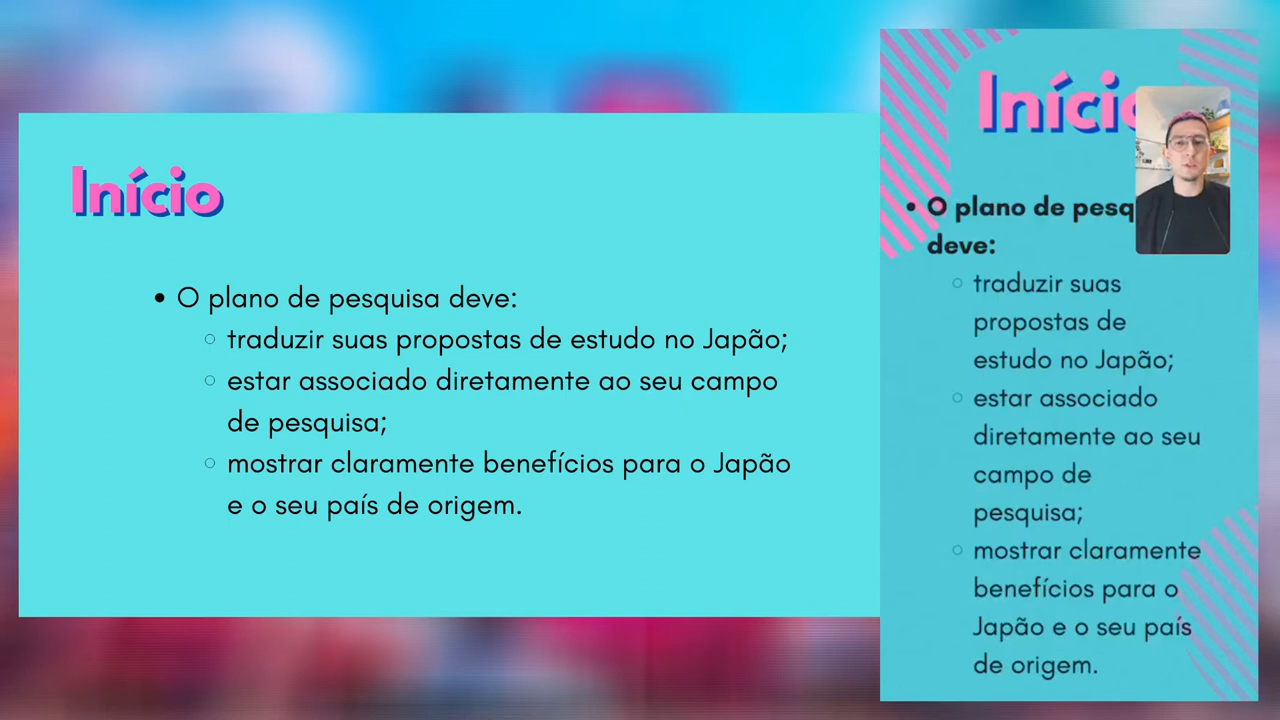 Início
• O plano de pesquisa deve:
○ traduzir suas propostas de estudo no Japão;
○ estar associado diretamente ao seu campo
de pesquisa;
○ mostrar claramente benefícios para o Japão
e o seu país de origem.
• O plano de pesq
deve:
○ traduzir suas
propostas de
estudo no Japão;
○ estar associado
diretamente ao seu
campo de
pesquisa;
○ mostrar claramente
benefícios para o
Japão e o seu país
de origem.